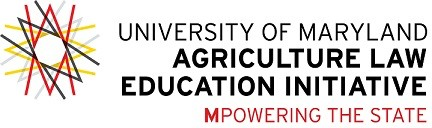 UNIVERSITY OF MARYLAND
AGRICULTURE LAW
EDUCATION INITIATIVE
MPOWERING THE STATE